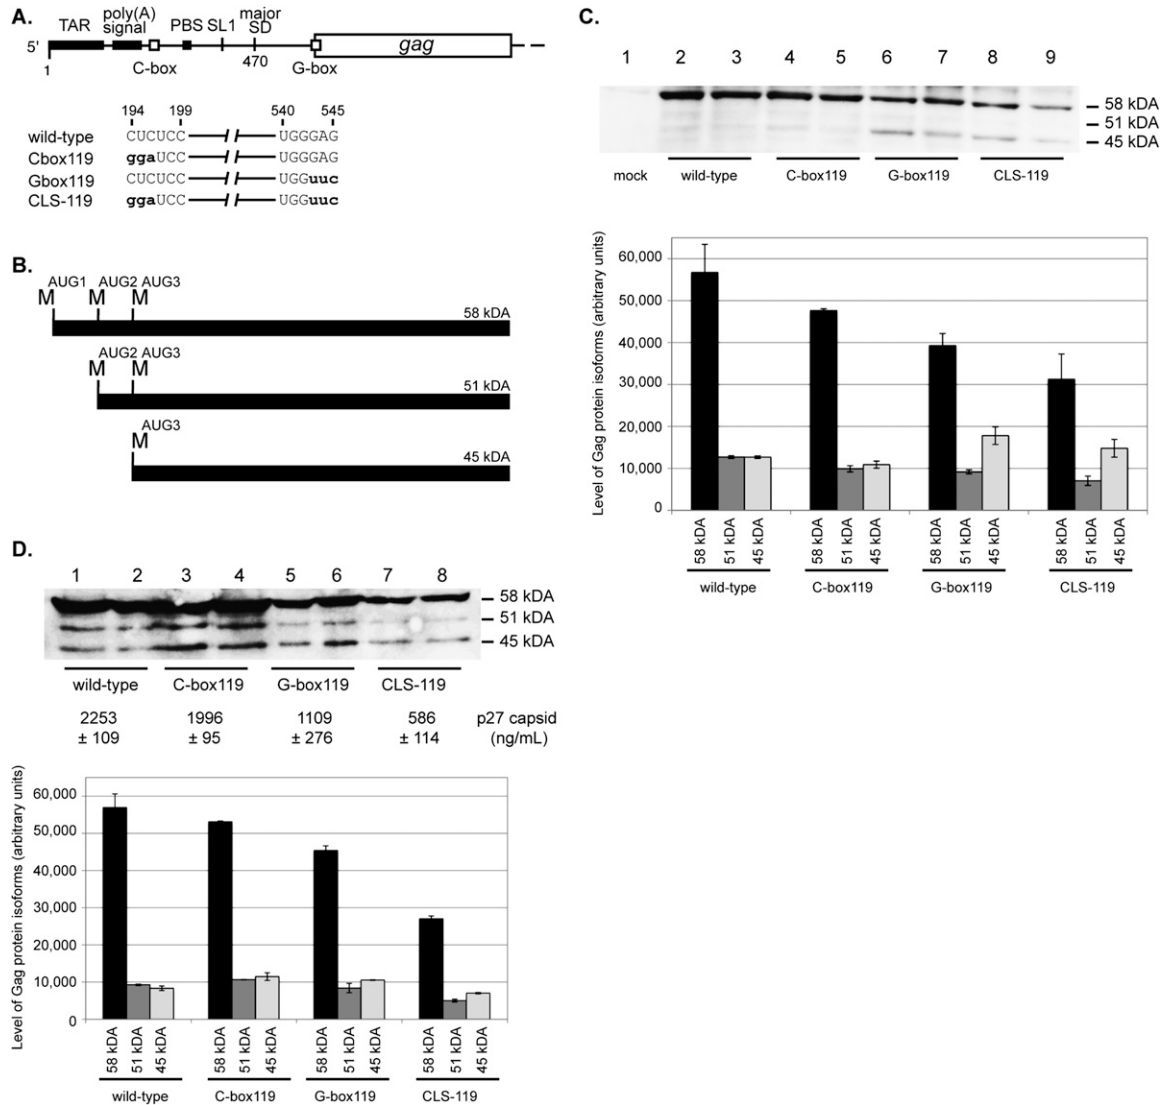 A.
TAR poly(A) signal PBS SL1 major SD
5' gag
1 C-box 470 G-box
194 199 540 545
wild-type CUCUCC UGGGAG
Cbox119 ggaUCC UGGGAG
Gbox119 CUCUCC UGGuuc
CLS-119 ggaUCC UGGuuc
B.
AUG1 AUG2 AUG3
M M M
58 kDA
AUG2 AUG3
M M
51 kDA
AUG3
M
45 kDA
C.
1 2 3 4 5 6 7 8 9
58 kDA
51 kDA
45 kDA
mock wild-type C-box119 G-box119 CLS-119
Level of Gag protein isoforms (arbitrary units)
60,000
50,000
40,000
30,000
20,000
10,000
0
58 kDA 51 kDA 45 kDA 58 kDA 51 kDA 45 kDA 58 kDA 51 kDA 45 kDA 58 kDA 51 kDA 45 kDA
wild-type C-box119 G-box119 CLS-119
D.
1 2 3 4 5 6 7 8
58 kDA
51 kDA
45 kDA
wild-type C-box119 G-box119 CLS-119
2253 1996 1109 586 p27 capsid
± 109 ± 95 ± 276 ± 114 (ng/mL)
Level of Gag protein isoforms (arbitrary units)
60,000
50,000
40,000
30,000
20,000
10,000
0
58 kDA 51 kDA 45 kDA 58 kDA 51 kDA 45 kDA 58 kDA 51 kDA 45 kDA 58 kDA 51 kDA 45 kDA
wild-type C-box119 G-box119 CLS-119